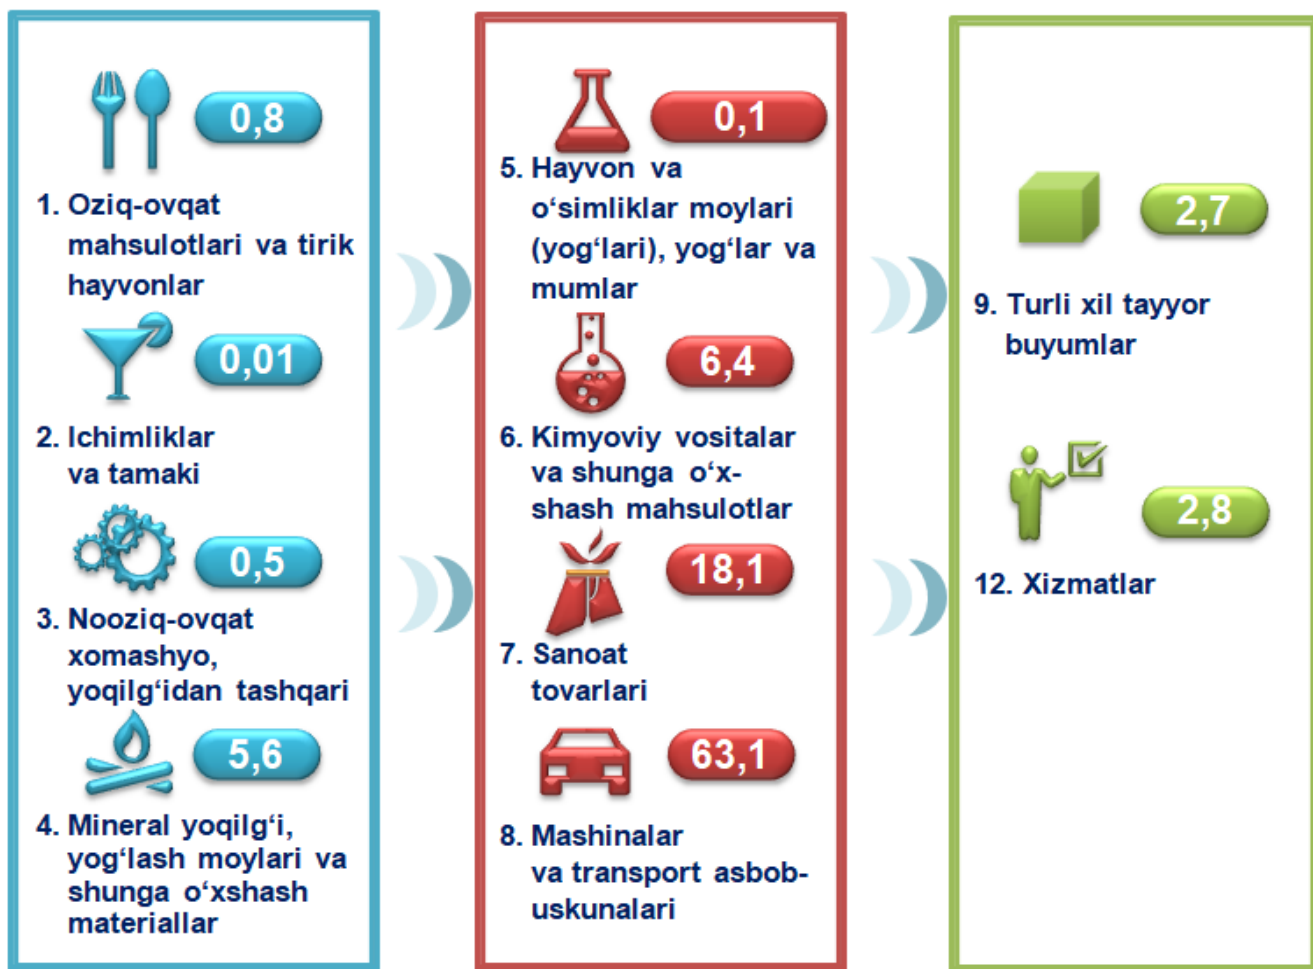 0,8
1. Oziq-ovqat
mahsulotlari va tirik
hayvonlar
0,01
2. Ichimliklar
va tamaki
0,5
3. Nooziq-ovqat
xomashyo,
yoqilg‘idan tashqari
5,6
4. Mineral yoqilg‘i,
yog‘lash moylari va
shunga o‘xshash
materiallar
0,1
5. Hayvon va
o‘simliklar moylari
(yog‘lari), yog‘lar va
mumlar
6,4
6. Kimyoviy vositalar
va shunga o‘x-
shash mahsulotlar
18,1
7. Sanoat
tovarlari
63,1
8. Mashinalar
va transport asbob-
uskunalari
2,7
9. Turli xil tayyor
buyumlar
2,8
12. Xizmatlar